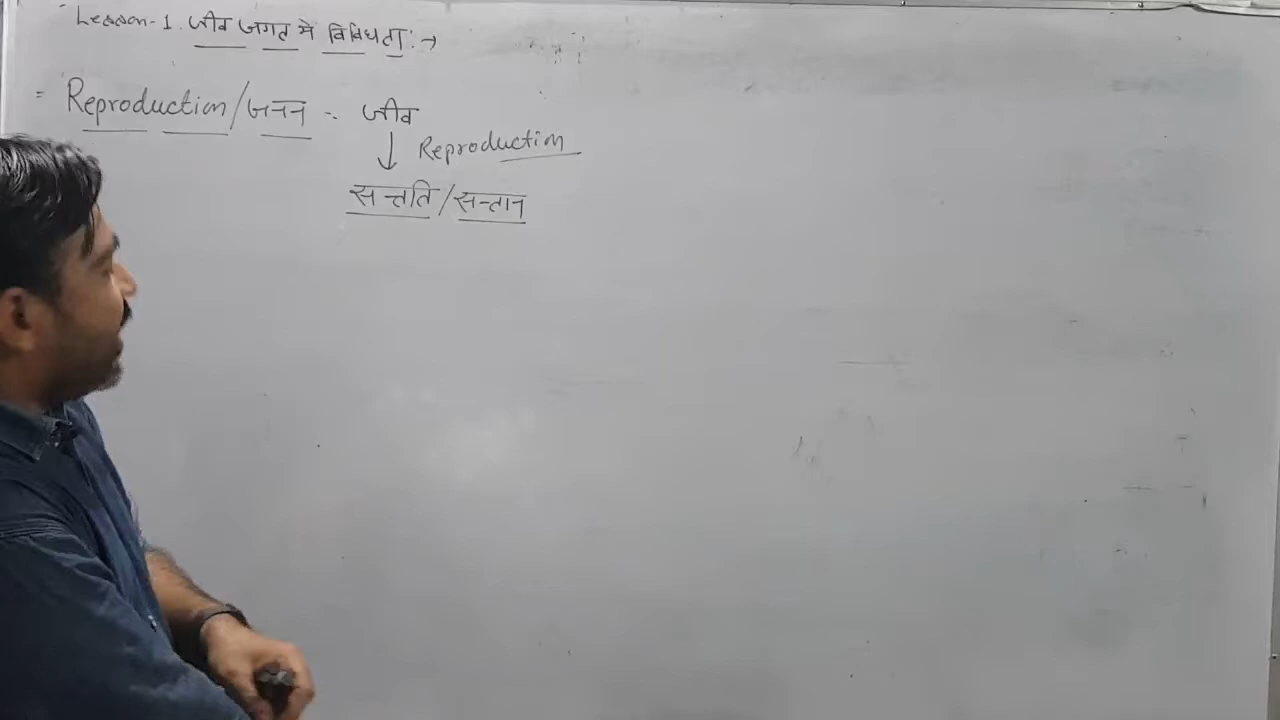 Lesson-1. जीव जगत मे विविधता:→
= Reproduction/जनन :- जीव
↓ Reproduction
सन्तति/सन्तान